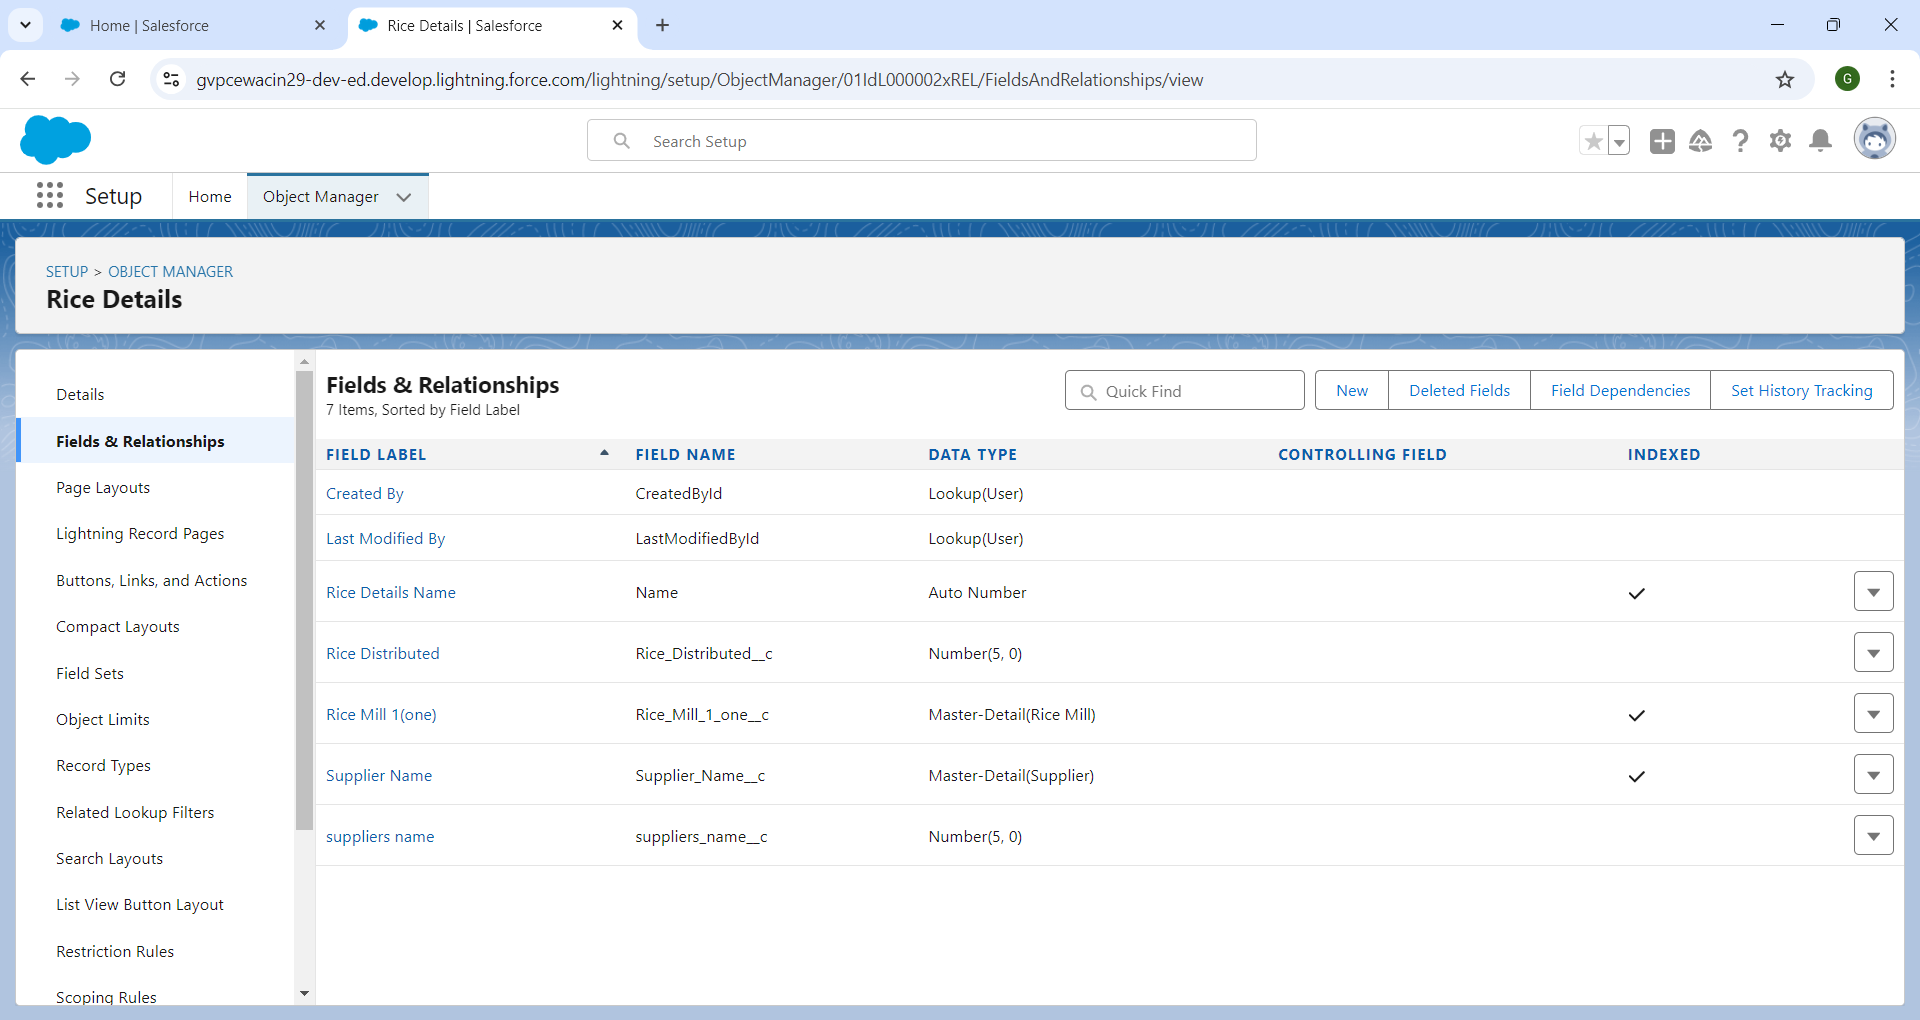 Home | Salesforce
Rice Details | Salesforce
gvpcewacin29-dev-ed.develop.lightning.force.com/lightning/setup/ObjectManager/01IdL000002xREL/FieldsAndRelationships/view
G
Search Setup
Setup
Home
Object Manager
SETUP > OBJECT MANAGER
Rice Details
Details
Fields & Relationships
Page Layouts
Lightning Record Pages
Buttons, Links, and Actions
Compact Layouts
Field Sets
Object Limits
Record Types
Related Lookup Filters
Search Layouts
List View Button Layout
Restriction Rules
Scoping Rules
Fields & Relationships
7 Items, Sorted by Field Label
Quick Find
New
Deleted Fields
Field Dependencies
Set History Tracking
FIELD LABEL FIELD NAME DATA TYPE CONTROLLING FIELD INDEXED
Created By CreatedById Lookup(User)
Last Modified By LastModifiedById Lookup(User)
Rice Details Name Name Auto Number
Rice Distributed Rice_Distributed__c Number(5, 0)
Rice Mill 1(one) Rice_Mill_1_one__c Master-Detail(Rice Mill)
Supplier Name Supplier_Name__c Master-Detail(Supplier)
suppliers name suppliers_name__c Number(5, 0)